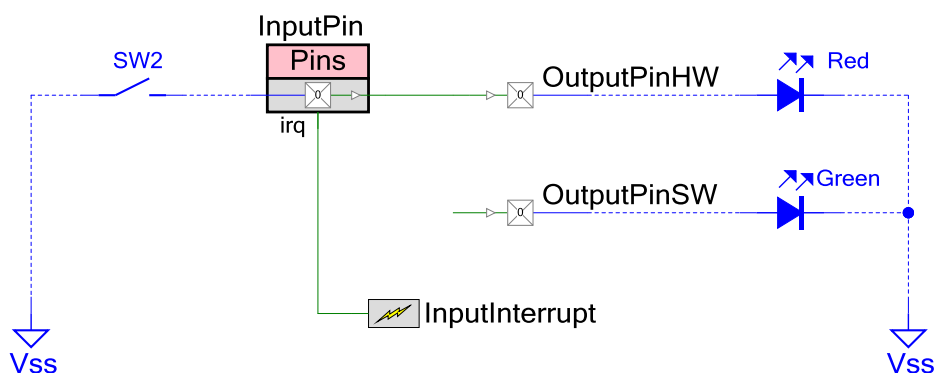 InputPin
SW2
Pins
Red
0
0
OutputPinHW
irq
Green
0
OutputPinSW
InputInterrupt
Vss
Vss